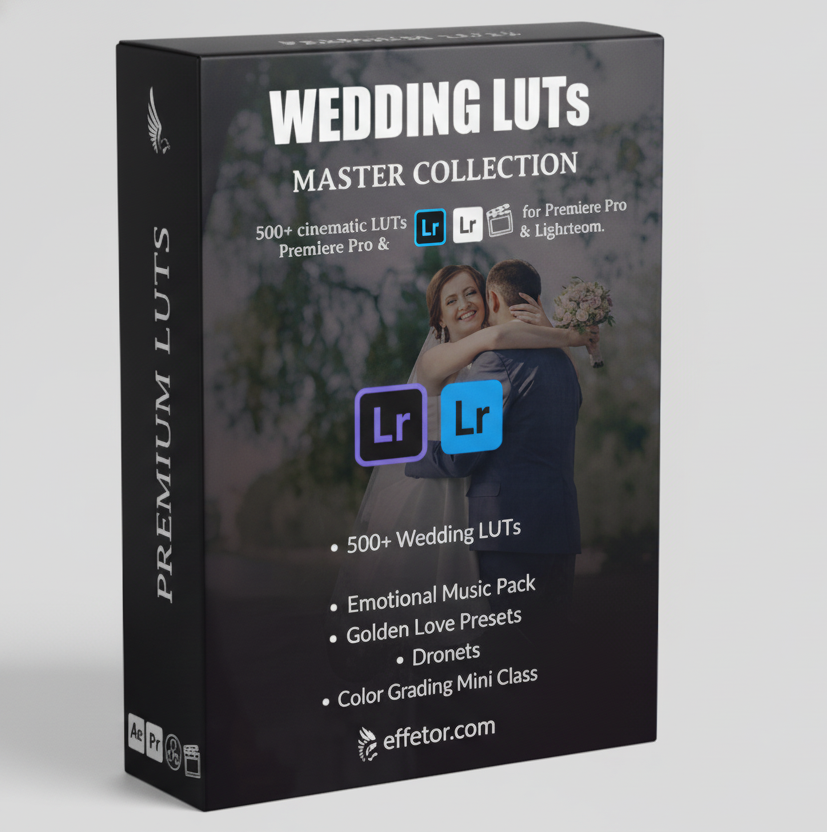 WEDDING LUTs
MASTER COLLECTION
500+ cinematic LUTs
Premiere Pro &
Lr
Lr
for Premiere Pro
& Lighrteom.
Lr
Lr
• 500+ Wedding LUTs
• Emotional Music Pack
• Golden Love Presets
• Dronets
• Color Grading Mini Class
effetor.com
PREMIUM LUTS
Ae
Pr